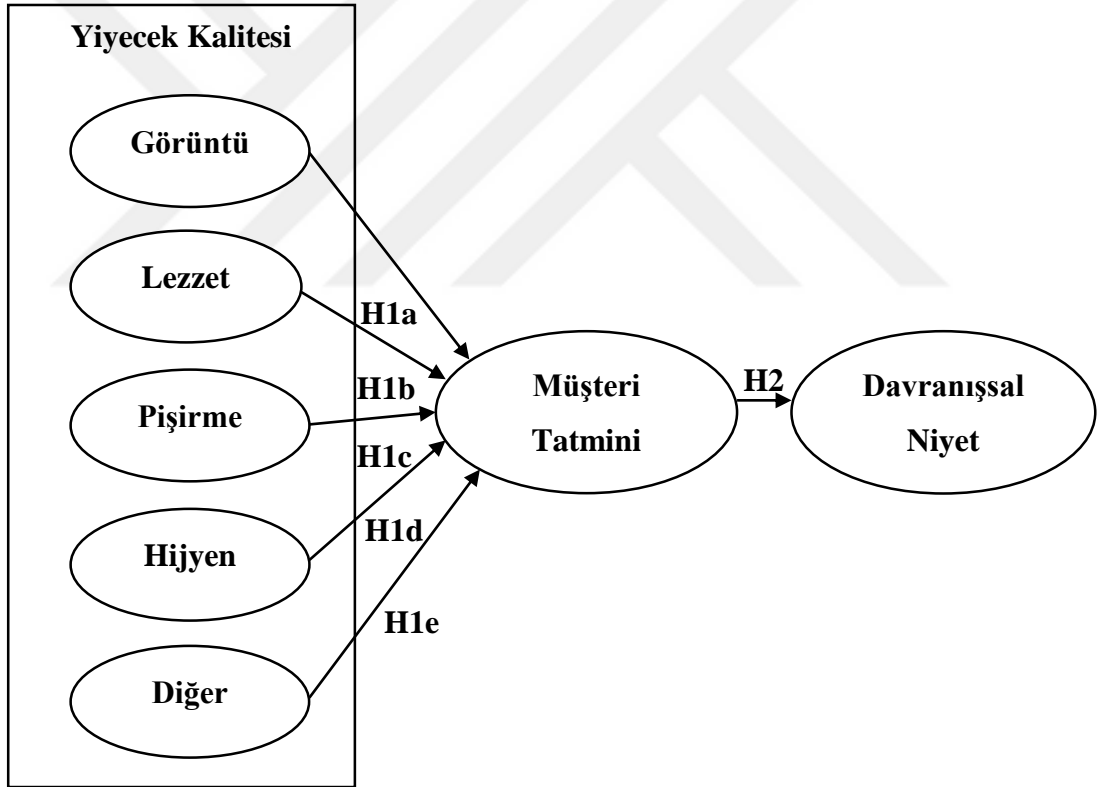 Yiyecek Kalitesi
Görüntü
Lezzet
Pişirme
Hijyen
Diğer
H1a
H1b
H1c
H1d
H1e
Müşteri
Tatmini
H2
Davranışsal
Niyet